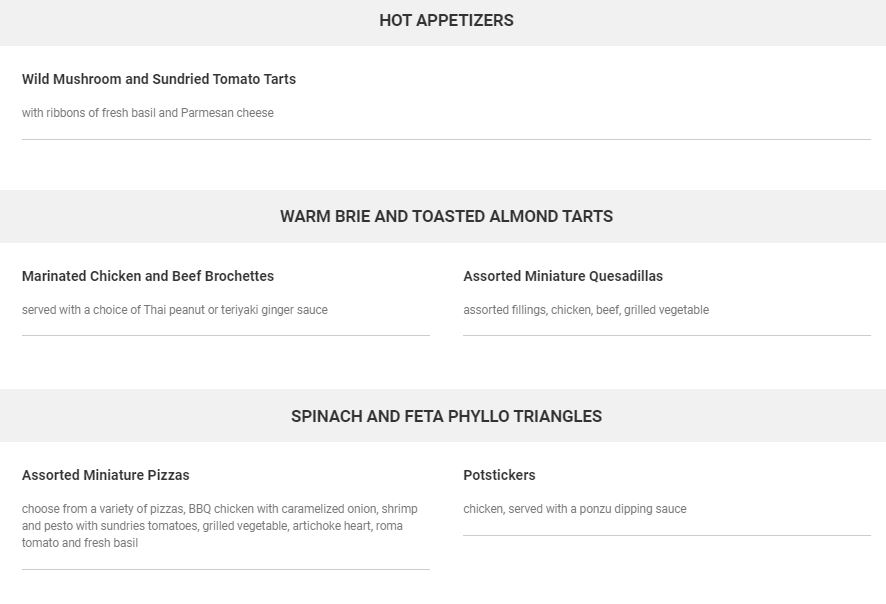 HOT APPETIZERS
Wild Mushroom and Sundried Tomato Tarts
with ribbons of fresh basil and Parmesan cheese
WARM BRIE AND TOASTED ALMOND TARTS
Marinated Chicken and Beef Brochettes
served with a choice of Thai peanut or teriyaki ginger sauce
Assorted Miniature Quesadillas
assorted fillings, chicken, beef, grilled vegetable
SPINACH AND FETA PHYLLO TRIANGLES
Assorted Miniature Pizzas
choose from a variety of pizzas, BBQ chicken with caramelized onion, shrimp
and pesto with sundries tomatoes, grilled vegetable, artichoke heart, roma
tomato and fresh basil
Potstickers
chicken, served with a ponzu dipping sauce